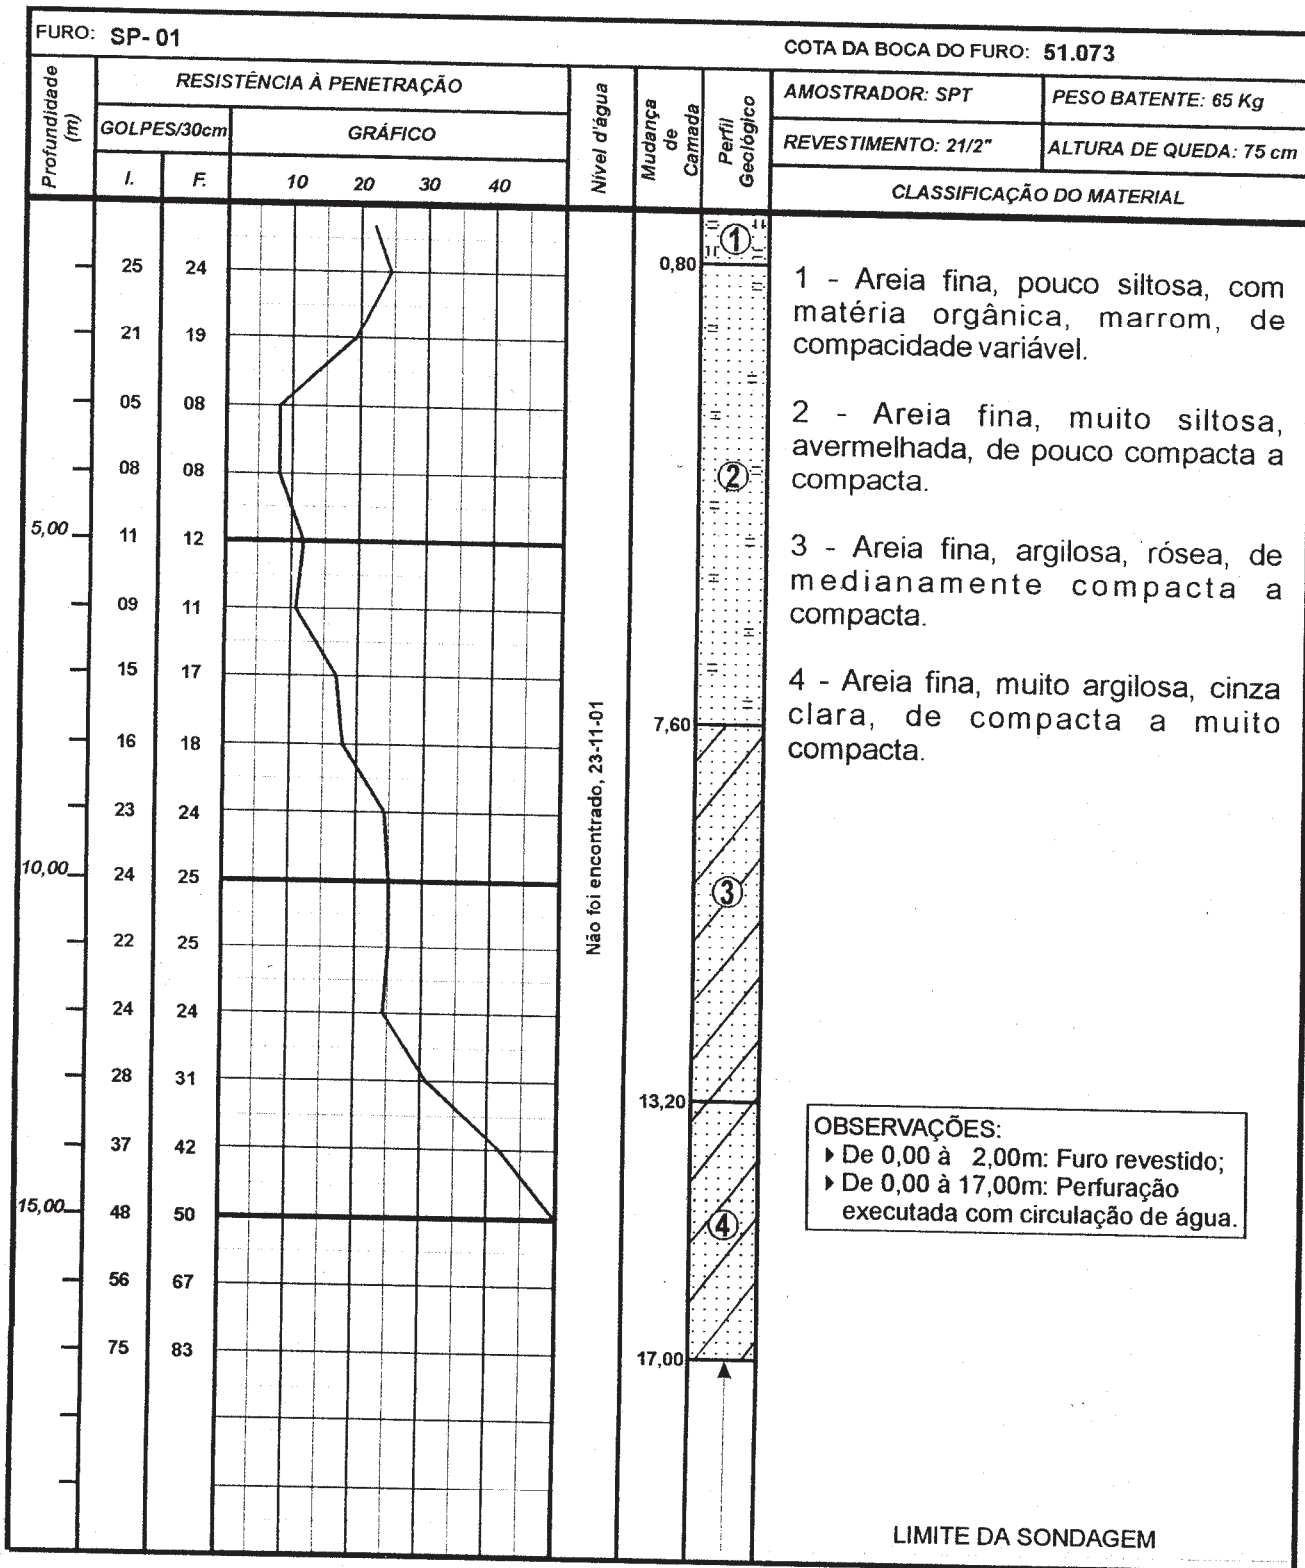 FURO: SP-01
COTA DA BOCA DO FURO: 51.073
Profundidade
(m)
RESISTÊNCIA À PENETRAÇÃO
GOLPES/30cm
GRÁFICO
I.
F.
10 20 30 40
Nível d'água
Mudança
de
Camada
Perfil
Geológico
AMOSTRADOR: SPT
PESO BATENTE: 65 Kg
REVESTIMENTO: 21/2"
ALTURA DE QUEDA: 75 cm
CLASSIFICAÇÃO DO MATERIAL
25 24
21 19
05 08
08 08
5,00 11 12
09 11
15 17
16 18
23 24
10,00 24 25
22 25
24 24
28 31
37 42
15,00 48 50
56 67
75 83
Não foi encontrado, 23-11-01
0,80
7,60
13,20
17,00
1
2
3
4
1 - Areia fina, pouco siltosa, com
matéria orgânica, marrom, de
compacidade variável.
2 - Areia fina, muito siltosa,
avermelhada, de pouco compacta a
compacta.
3 - Areia fina, argilosa, rósea, de
medianamente compacta a
compacta.
4 - Areia fina, muito argilosa, cinza
clara, de compacta a muito
compacta.
OBSERVAÇÕES:
De 0,00 à 2,00m: Furo revestido;
De 0,00 à 17,00m: Perfuração
executada com circulação de água.
LIMITE DA SONDAGEM